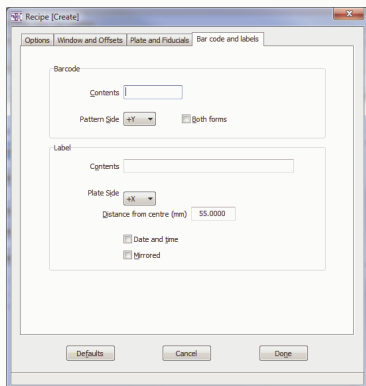 Recipe [Create]
Options Window and Offsets Plate and Fiducials Bar code and labels
Barcode
Contents
Pattern Side +Y Both forms
Label
Contents
Plate Side +X
Distance from centre (mm) 55.0000
Date and time
Mirrored
Defaults Cancel Done